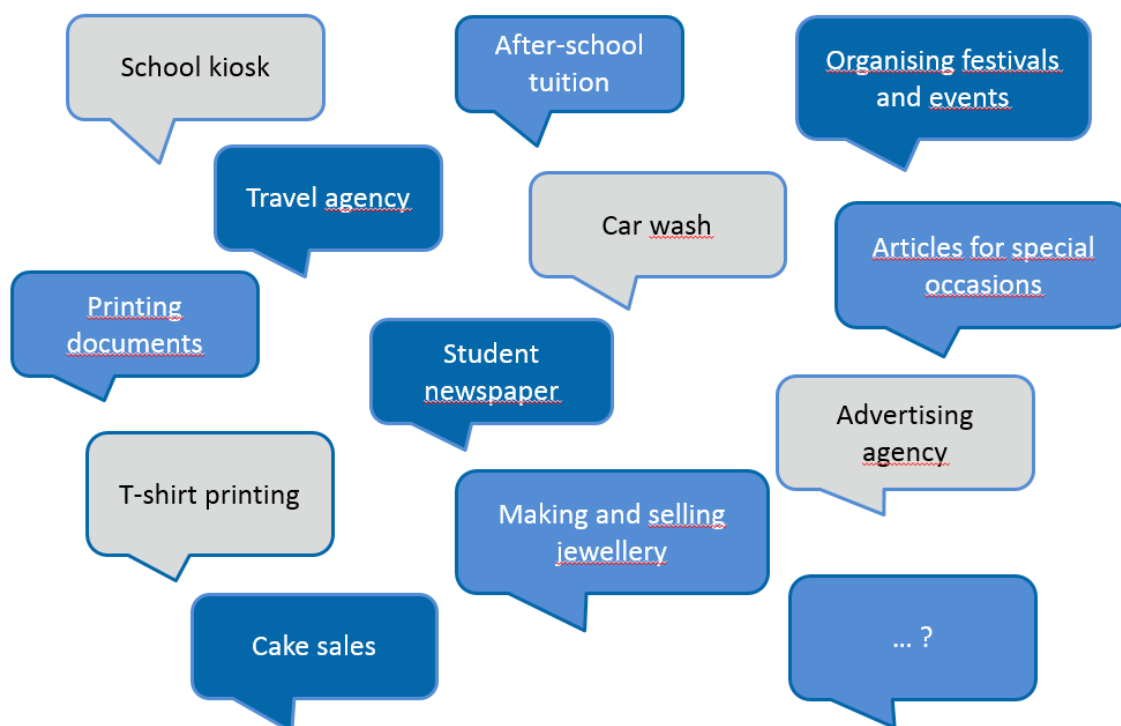 School kiosk
After-school
tuition
Organising festivals
and events
Travel agency
Car wash
Articles for special
occasions
Printing
documents
Student
newspaper
Advertising
agency
T-shirt printing
Making and selling
jewellery
Cake sales
... ?